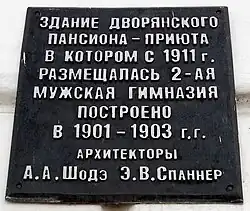 ЗДАНИЕ ДВОРЯНСКОГО
ПАНСИОНА – ПРИЮТА
В КОТОРОМ С 1911 г.
РАЗМЕЩАЛАСЬ 2-АЯ
МУЖСКАЯ ГИМНАЗИЯ
ПОСТРОЕНО
В 1901 – 1903 г.г.
АРХИТЕКТОРЫ
А.А.ШОДЭ Э.В.СПАННЕР